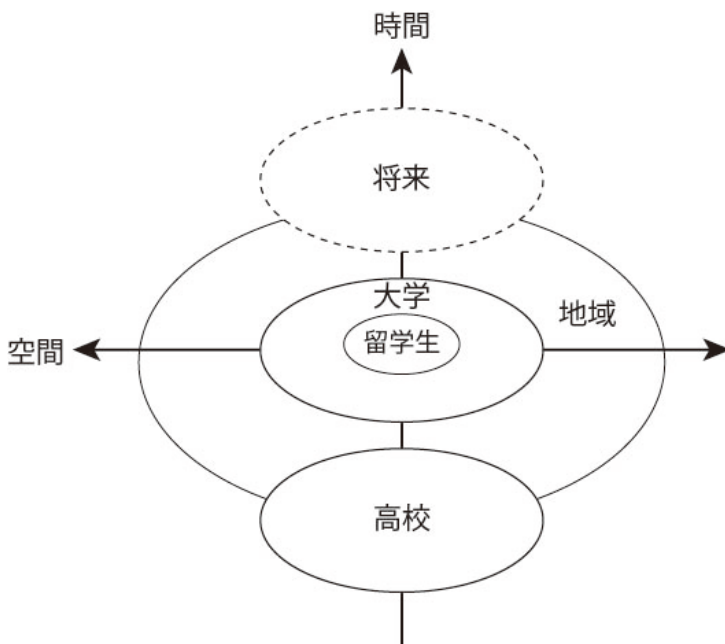 時間
将来
大学
地域
留学生
空間
高校